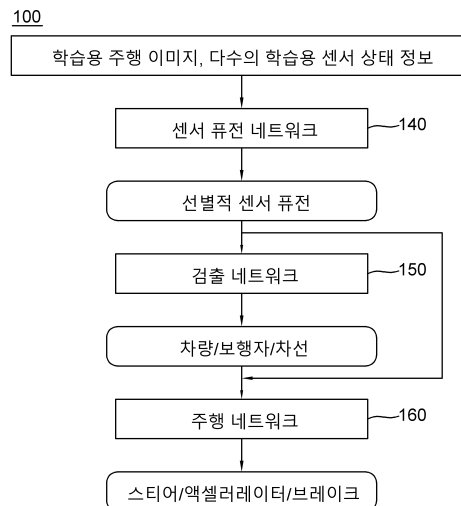 100
학습용 주행 이미지, 다수의 학습용 센서 상태 정보
센서 퓨전 네트워크
140
선별적 센서 퓨전
검출 네트워크
150
차량/보행자/차선
주행 네트워크
160
스티어/액셀러레이터/브레이크